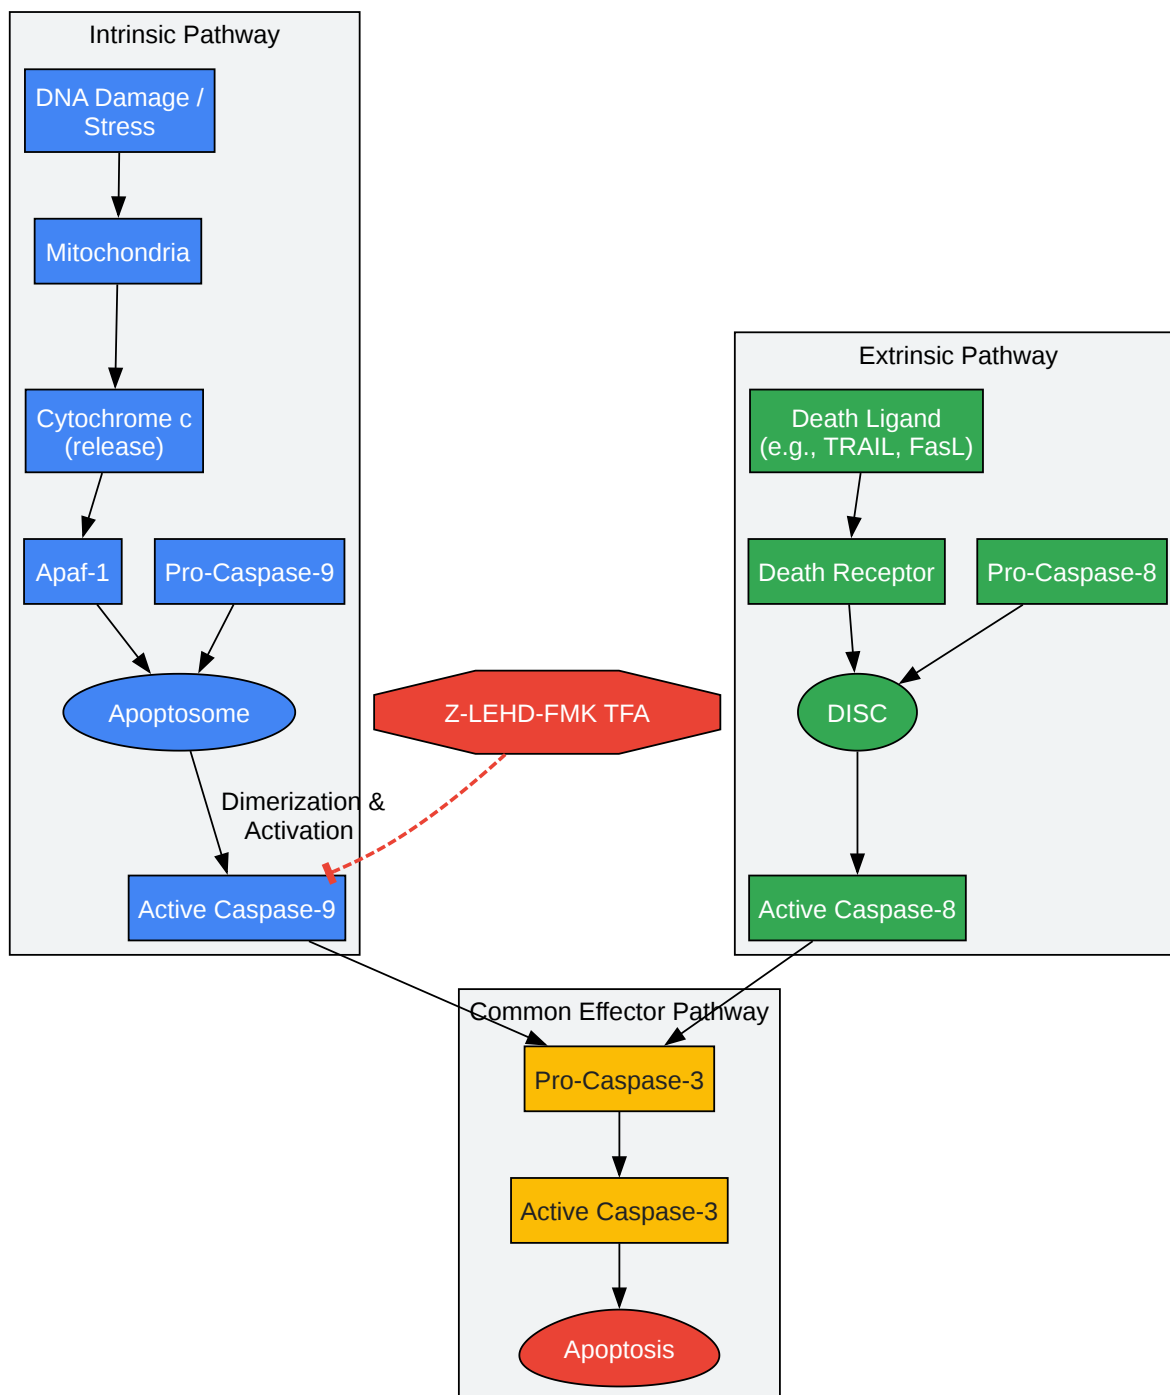 Intrinsic Pathway
DNA Damage /
Stress
Mitochondria
Cytochrome c
(release)
Apaf-1
Pro-Caspase-9
Apoptosome
Dimerization &
Activation
Active Caspase-9
Z-LEHD-FMK TFA
Extrinsic Pathway
Death Ligand
(e.g., TRAIL, FasL)
Death Receptor
Pro-Caspase-8
DISC
Active Caspase-8
Common Effector Pathway
Pro-Caspase-3
Active Caspase-3
Apoptosis